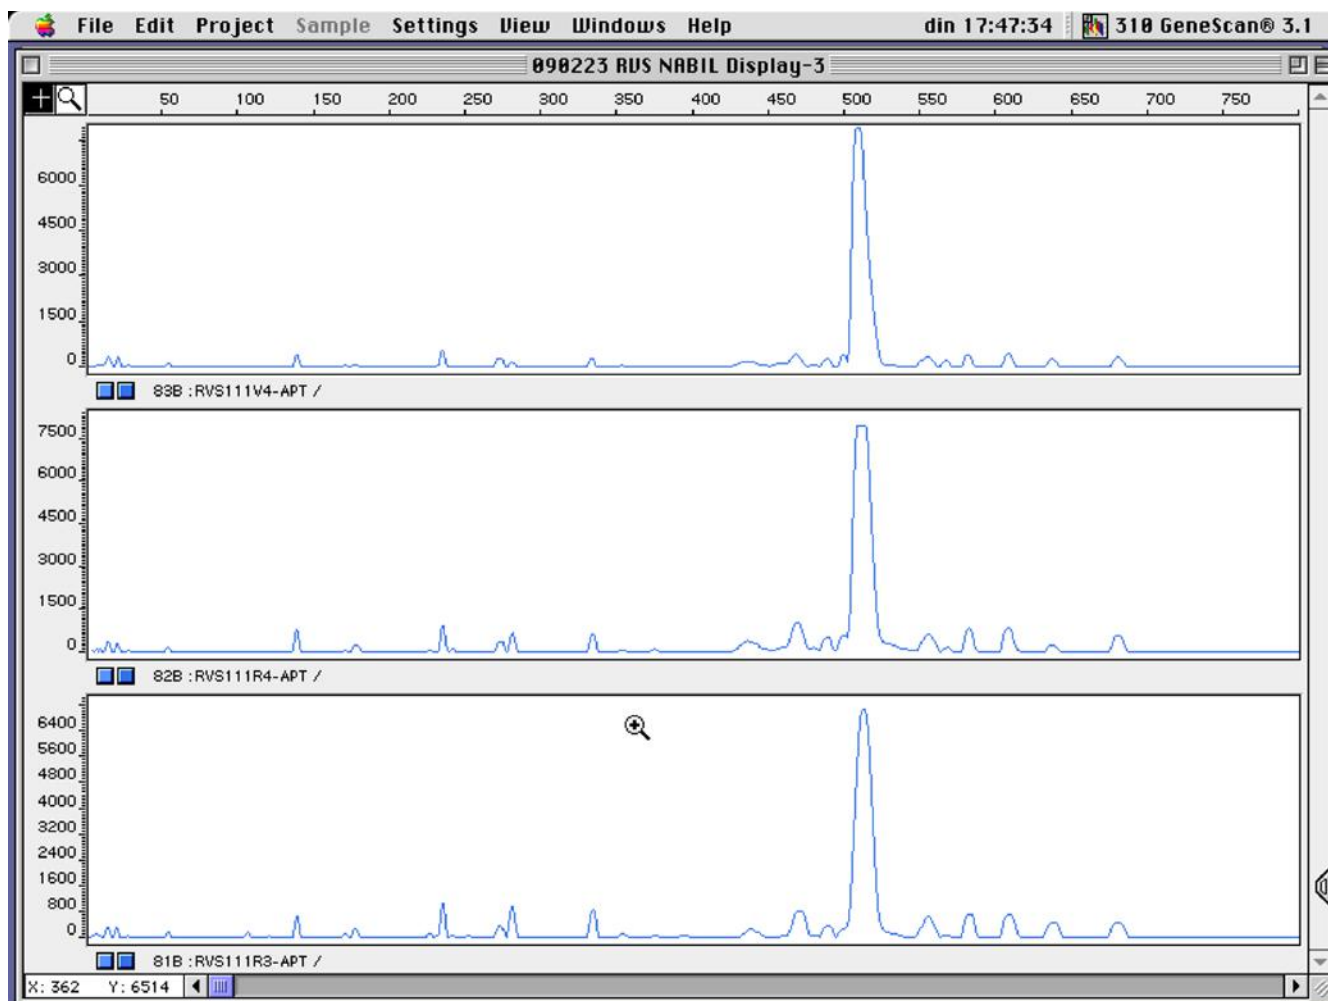 File Edit Project Sample Settings View Windows Help din 17:47:34 310 GeneScan® 3.1
090223 RVS NABIL Display-3
50 100 150 200 250 300 350 400 450 500 550 600 650 700 750
6000
4500
3000
1500
0
83B :RVS111V4-APT /
7500
6000
4500
3000
1500
0
82B :RVS111R4-APT /
6400
5600
4800
4000
3200
2400
1600
800
0
81B :RVS111R3-APT /
X: 362 Y: 6514